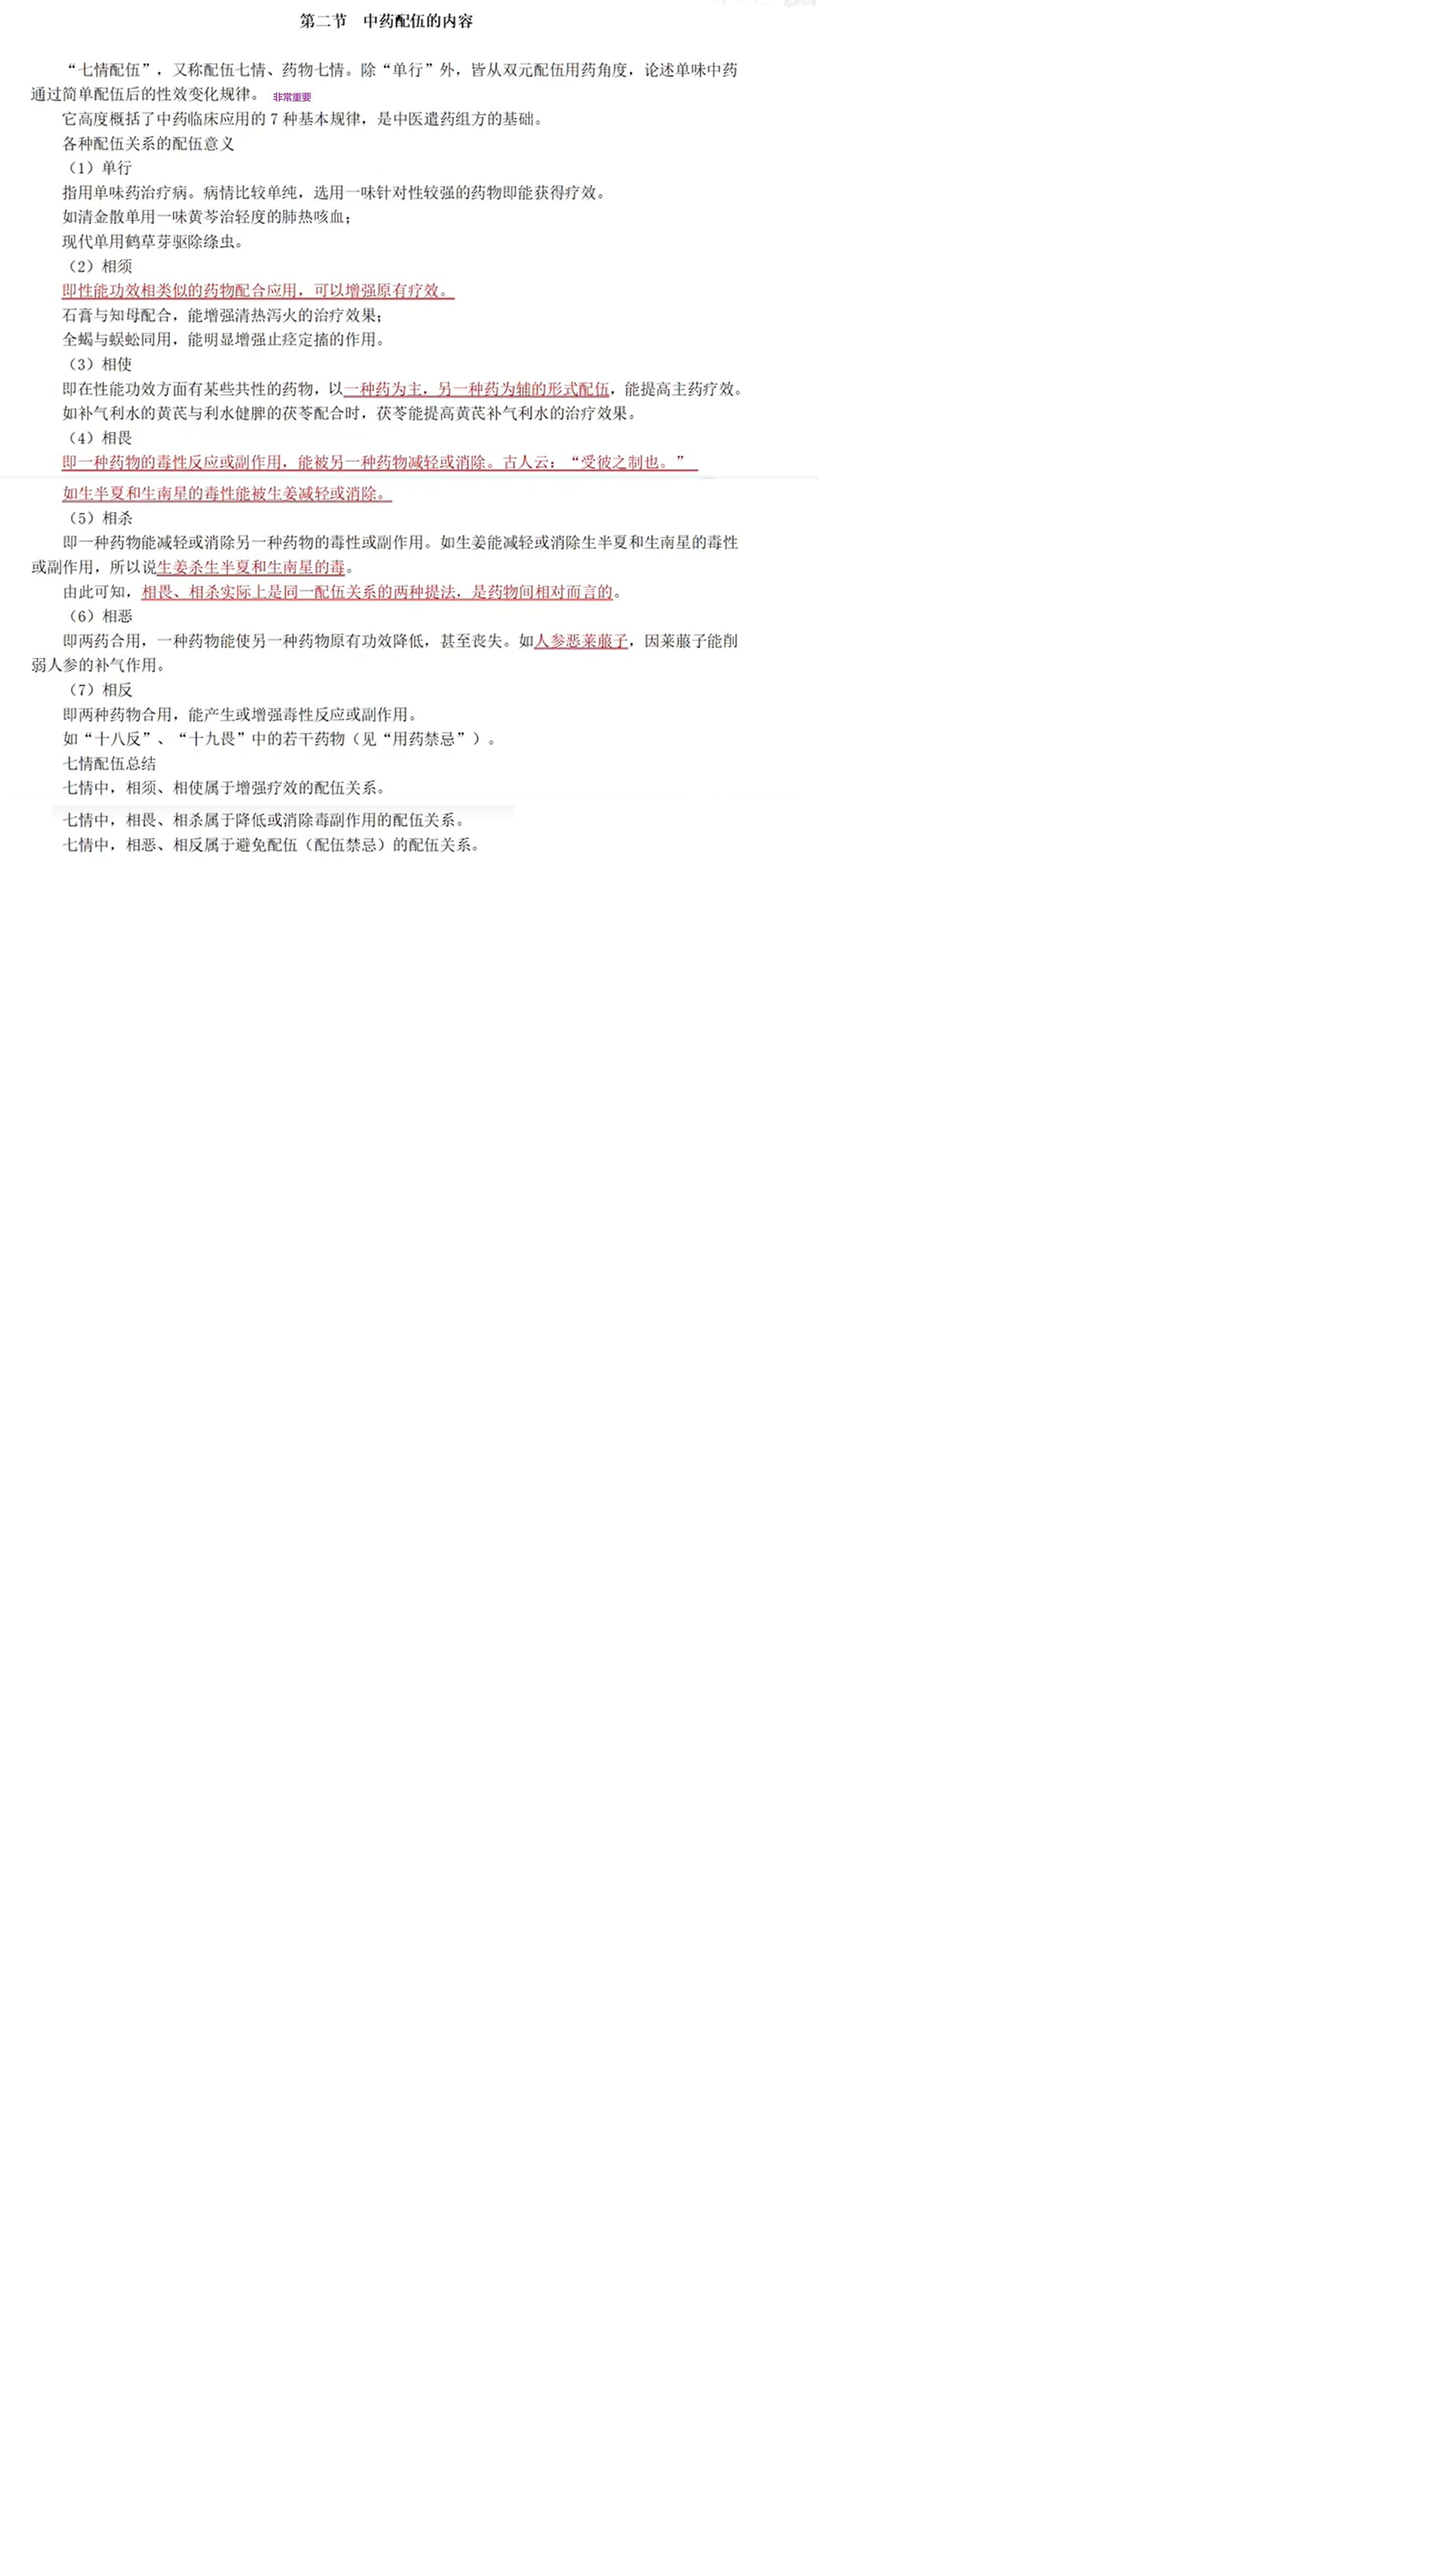 第二节　中药配伍的内容
“七情配伍”，又称配伍七情、药物七情。除“单行”外，皆从双元配伍用药角度，论述单味中药
通过简单配伍后的性效变化规律。 非常重要
它高度概括了中药临床应用的 7 种基本规律，是中医遣药组方的基础。
各种配伍关系的配伍意义
（1）单行
指用单味药治疗病。病情比较单纯，选用一味针对性较强的药物即能获得疗效。
如清金散单用一味黄芩治轻度的肺热咳血；
现代单用鹤草芽驱除绦虫。
（2）相须
即性能功效相类似的药物配合应用，可以增强原有疗效。
石膏与知母配合，能增强清热泻火的治疗效果；
全蝎与蜈蚣同用，能明显增强止痉定搐的作用。
（3）相使
即在性能功效方面有某些共性的药物，以一种药为主，另一种药为辅的形式配伍，能提高主药疗效。
如补气利水的黄芪与利水健脾的茯苓配合时，茯苓能提高黄芪补气利水的治疗效果。
（4）相畏
即一种药物的毒性反应或副作用，能被另一种药物减轻或消除。古人云：“受彼之制也。”
如生半夏和生南星的毒性能被生姜减轻或消除。
（5）相杀
即一种药物能减轻或消除另一种药物的毒性或副作用。如生姜能减轻或消除生半夏和生南星的毒性
或副作用，所以说生姜杀生半夏和生南星的毒。
由此可知，相畏、相杀实际上是同一配伍关系的两种提法，是药物间相对而言的。
（6）相恶
即两药合用，一种药物能使另一种药物原有功效降低，甚至丧失。如人参恶莱菔子，因莱菔子能削
弱人参的补气作用。
（7）相反
即两种药物合用，能产生或增强毒性反应或副作用。
如“十八反”、“十九畏”中的若干药物（见“用药禁忌”）。
七情配伍总结
七情中，相须、相使属于增强疗效的配伍关系。
七情中，相畏、相杀属于降低或消除毒副作用的配伍关系。
七情中，相恶、相反属于避免配伍（配伍禁忌）的配伍关系。